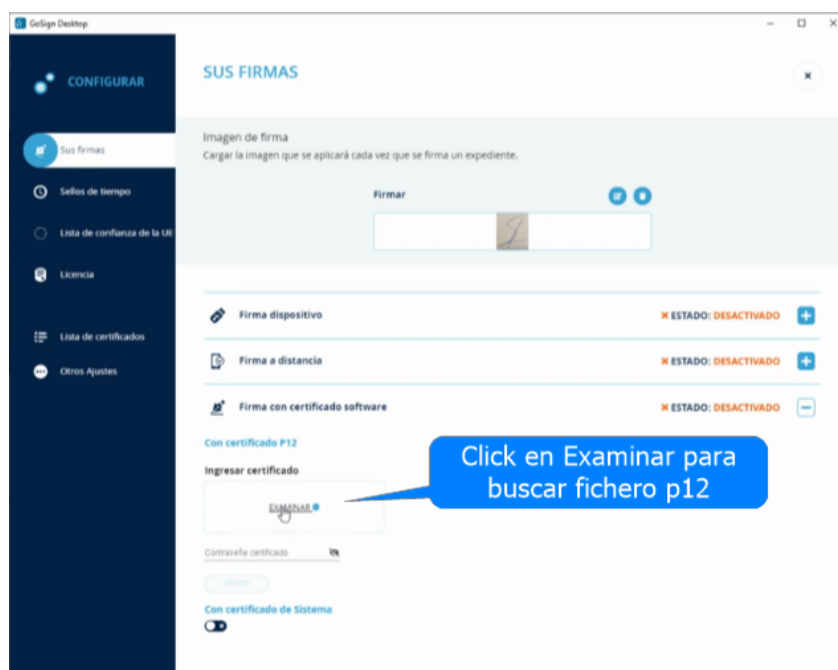 GoSign Desktop
CONFIGURAR
Sus firmas
Sellos de tiempo
Lista de confianza de la UE
Licencia
Lista de certificados
Otros Ajustes
SUS FIRMAS
Imagen de firma
Cargar la imagen que se aplicará cada vez que se firma un expediente.
Firmar
Firma dispositivo
ESTADO: DESACTIVADO
Firma a distancia
ESTADO: DESACTIVADO
Firma con certificado software
ESTADO: DESACTIVADO
Con certificado P12
Ingresar certificado
EXAMINAR
Click en Examinar para
buscar fichero p12
Contraseña certificado
AÑADIR
Con certificado de Sistema